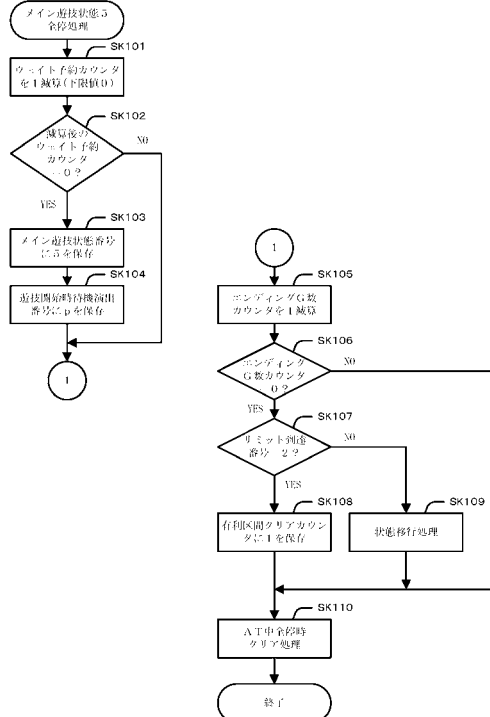 メイン遊技状態5
全停処理
SK101
ウェイト予約カウンタ
を1減算(下限値0)
SK102
減算後の
ウェイト予約
カウンタ
=0?
NO
YES
SK103
メイン遊技状態番号
に5を保存
SK104
遊技開始時待機演出
番号にpを保存
1
1
SK105
エンディングG数
カウンタを1減算
SK106
エンディング
G数カウンタ
=0?
NO
YES
SK107
リミット到達
番号=2?
NO
YES
SK108
有利区間クリアカウン
タに1を保存
SK109
状態移行処理
SK110
AT中全停時
クリア処理
終了